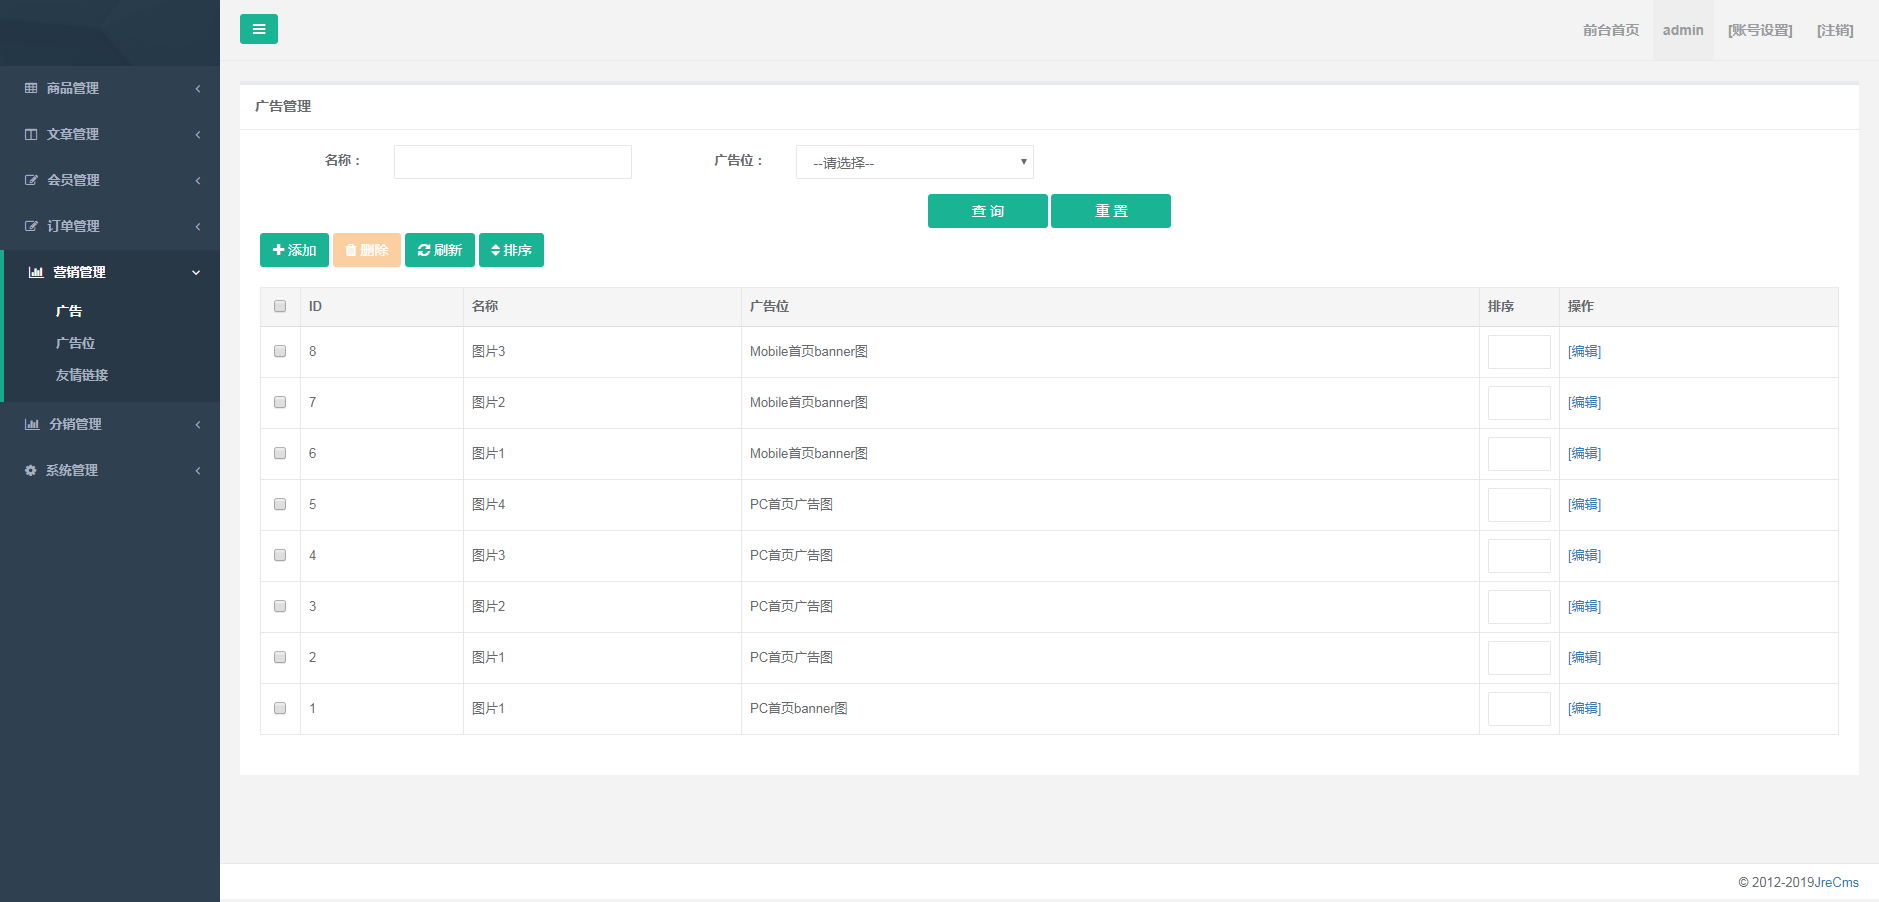 前台首页 admin [账号设置] [注销]
商品管理
文章管理
会员管理
订单管理
营销管理
广告
广告位
友情链接
分销管理
系统管理
广告管理
名称： 广告位： --请选择--
查 询 重 置
添加 删除 刷新 排序
ID 名称 广告位 排序 操作
8 图片3 Mobile首页banner图 [编辑]
7 图片2 Mobile首页banner图 [编辑]
6 图片1 Mobile首页banner图 [编辑]
5 图片4 PC首页广告图 [编辑]
4 图片3 PC首页广告图 [编辑]
3 图片2 PC首页广告图 [编辑]
2 图片1 PC首页广告图 [编辑]
1 图片1 PC首页banner图 [编辑]
© 2012-2019JreCms